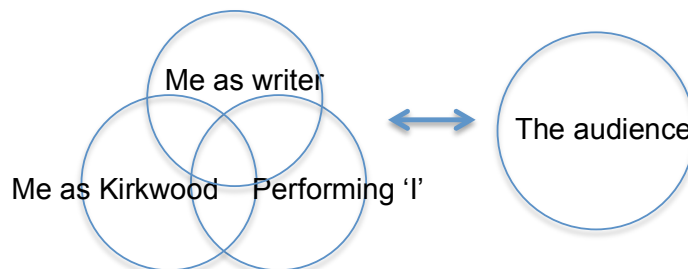 Me as writer
The audience
Me as Kirkwood
Performing ‘I’